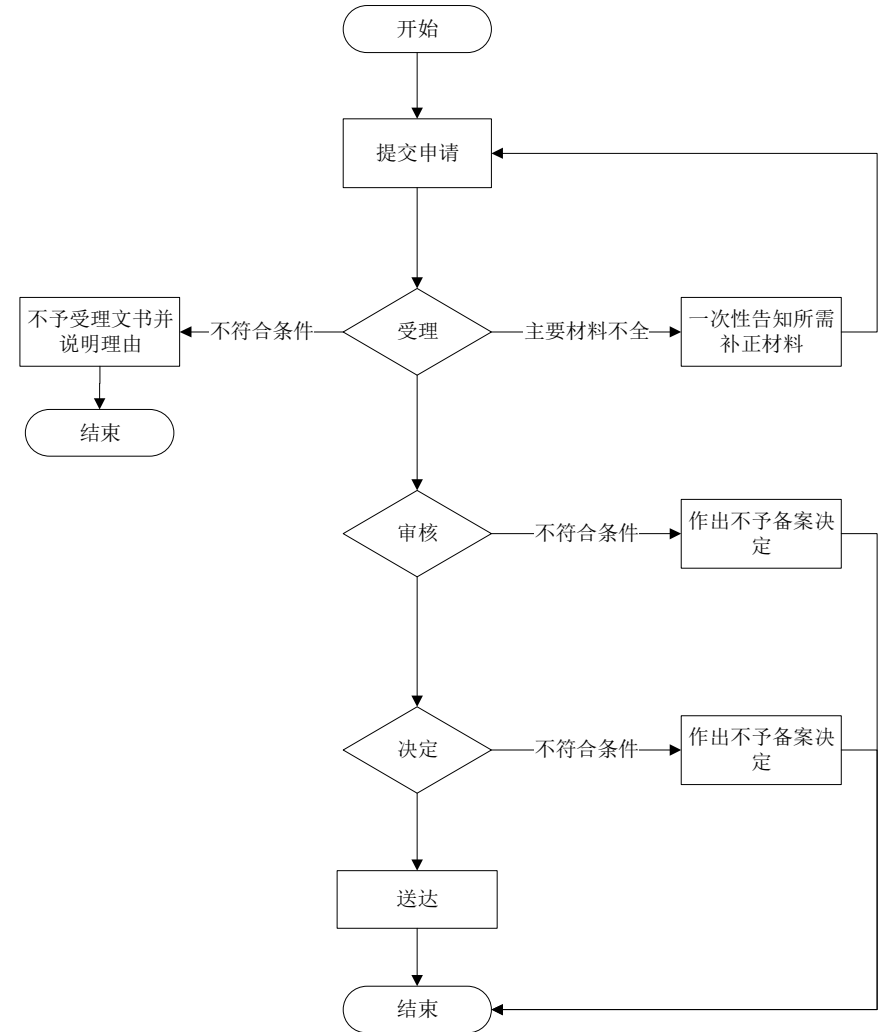 开始
提交申请
不予受理文书并
说明理由
不符合条件
受理
主要材料不全
一次性告知所需
补正材料
结束
审核
不符合条件
作出不予备案决
定
决定
不符合条件
作出不予备案决
定
送达
结束